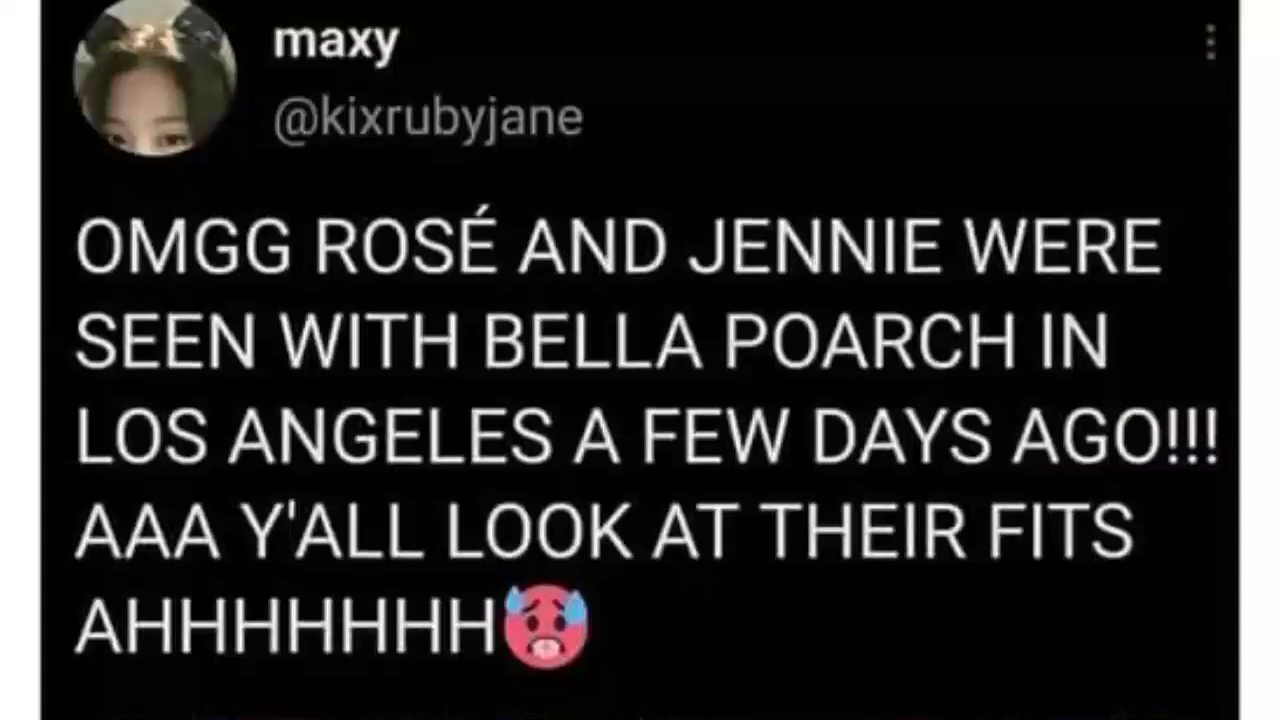 maxy
@kixrubyjane
OMGG ROSÉ AND JENNIE WERE
SEEN WITH BELLA POARCH IN
LOS ANGELES A FEW DAYS AGO!!!
AAA Y'ALL LOOK AT THEIR FITS
AHHHHHHH🥵